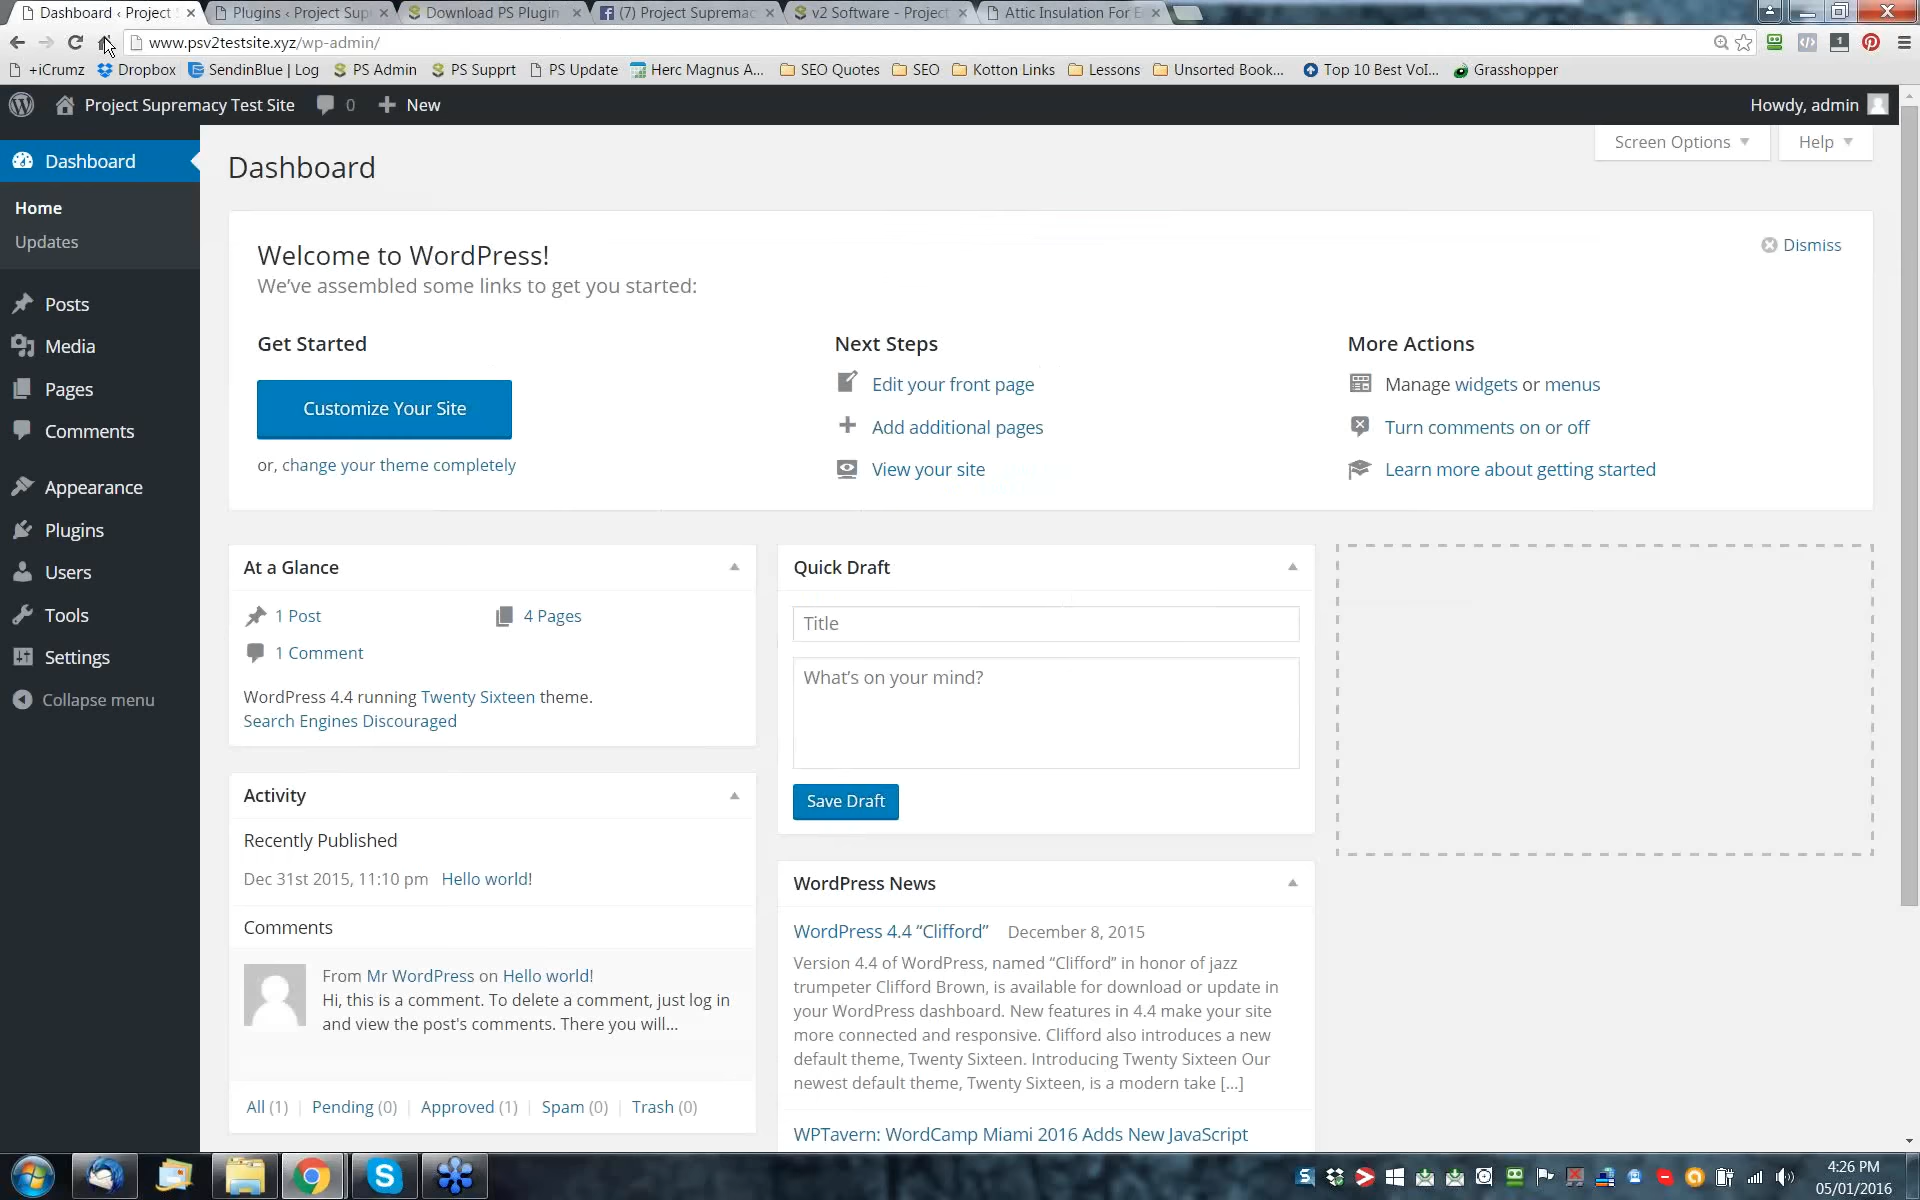 Dashboard ‹ Project
Plugins ‹ Project Sup
Download PS Plugin
(7) Project Supremac
v2 Software - Project
Attic Insulation For E
www.psv2testsite.xyz/wp-admin/
+iCrumz
Dropbox
SendinBlue | Log
PS Admin
PS Supprt
PS Update
Herc Magnus A...
SEO Quotes
SEO
Kotton Links
Lessons
Unsorted Book...
Top 10 Best VoI...
Grasshopper
Project Supremacy Test Site
0
New
Howdy, admin
Dashboard
Home
Updates
Posts
Media
Pages
Comments
Appearance
Plugins
Users
Tools
Settings
Collapse menu
Dashboard
Screen Options
Help
Welcome to WordPress!
We've assembled some links to get you started:
Dismiss
Get Started
Customize Your Site
or, change your theme completely
Next Steps
Edit your front page
Add additional pages
View your site
More Actions
Manage widgets or menus
Turn comments on or off
Learn more about getting started
At a Glance
1 Post
4 Pages
1 Comment
WordPress 4.4 running Twenty Sixteen theme.
Search Engines Discouraged
Activity
Recently Published
Dec 31st 2015, 11:10 pm Hello world!
Comments
From Mr WordPress on Hello world!
Hi, this is a comment. To delete a comment, just log in
and view the post's comments. There you will...
All (1) | Pending (0) | Approved (1) | Spam (0) | Trash (0)
Quick Draft
Title
What's on your mind?
Save Draft
WordPress News
WordPress 4.4 “Clifford” December 8, 2015
Version 4.4 of WordPress, named “Clifford” in honor of jazz
trumpeter Clifford Brown, is available for download or update in
your WordPress dashboard. New features in 4.4 make your site
more connected and responsive. Clifford also introduces a new
default theme, Twenty Sixteen. Introducing Twenty Sixteen Our
newest default theme, Twenty Sixteen, is a modern take [...]
WPTavern: WordCamp Miami 2016 Adds New JavaScript
4:26 PM
05/01/2016